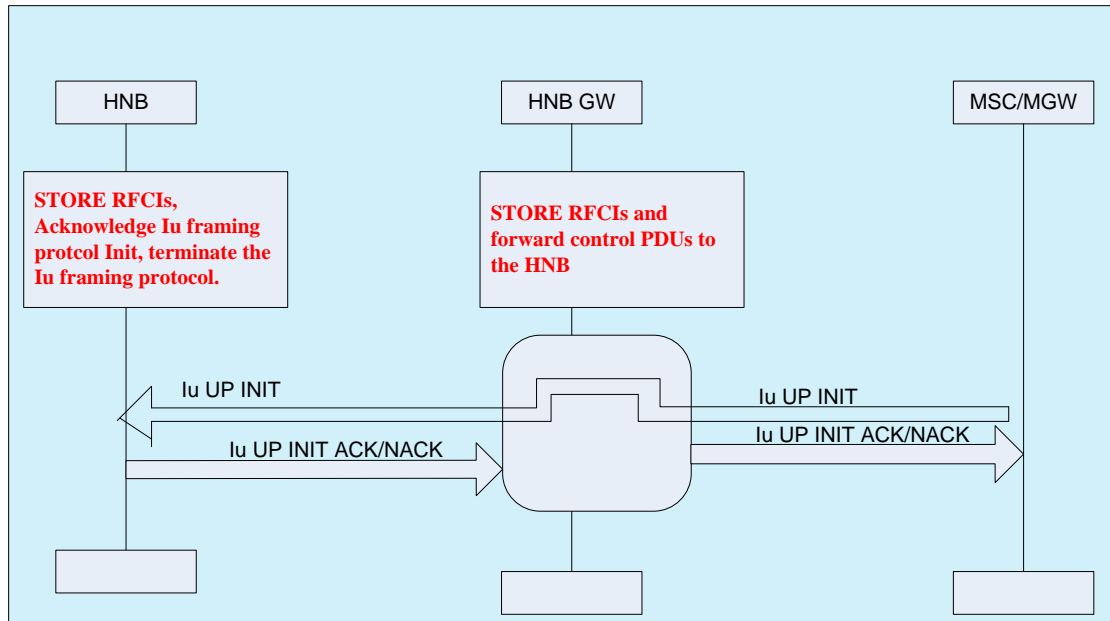 HNB
HNB GW
MSC/MGW
STORE RFCIs,
Acknowledge Iu framing
protcol Init, terminate the
Iu framing protocol.
STORE RFCIs and
forward control PDUs to
the HNB
Iu UP INIT
Iu UP INIT
Iu UP INIT ACK/NACK
Iu UP INIT ACK/NACK